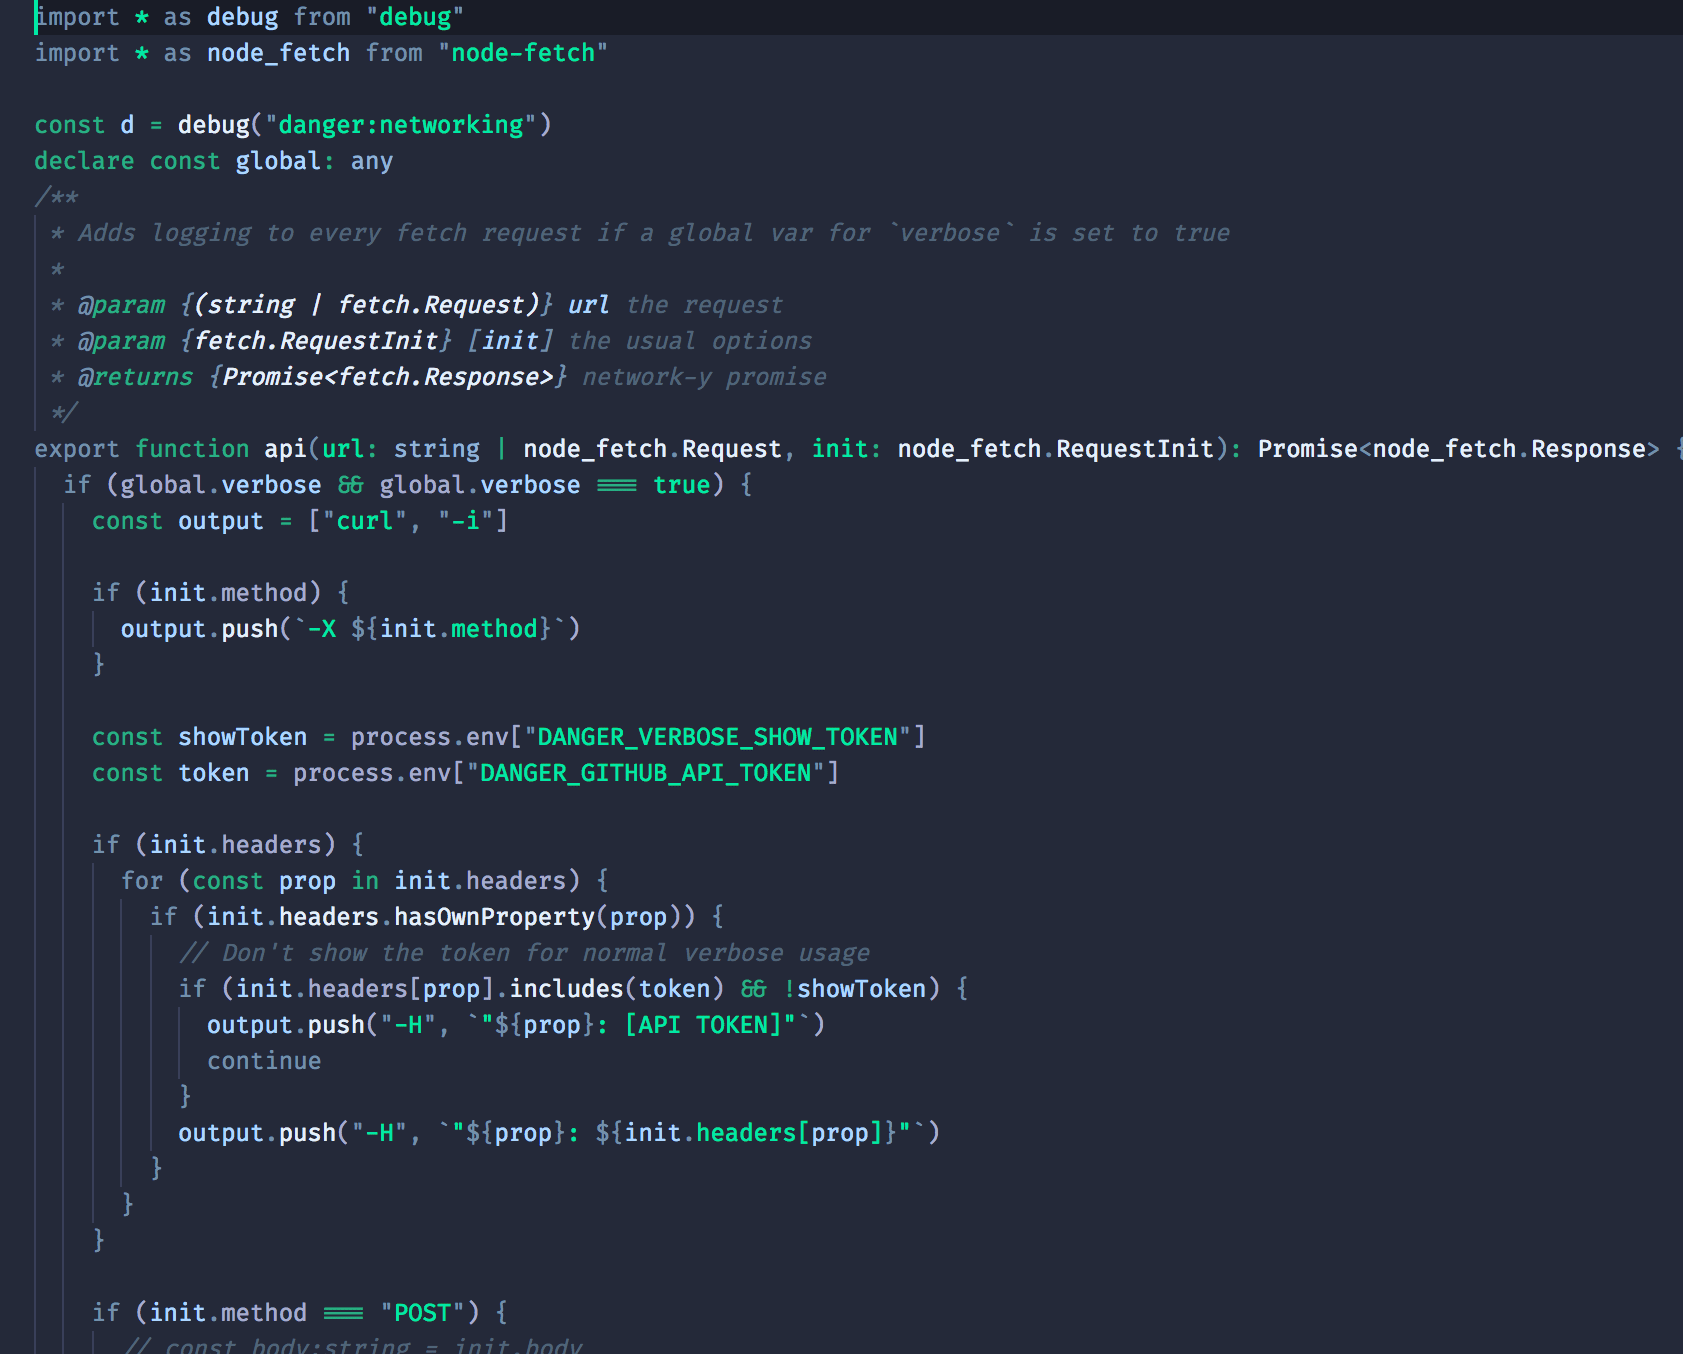 import * as debug from "debug"
import * as node_fetch from "node-fetch"

const d = debug("danger:networking")
declare const global: any
/**
 * Adds logging to every fetch request if a global var for `verbose` is set to true
 *
 * @param {(string | fetch.Request)} url the request
 * @param {fetch.RequestInit} [init] the usual options
 * @returns {Promise<fetch.Response>} network-y promise
 */
export function api(url: string | node_fetch.Request, init: node_fetch.RequestInit): Promise<node_fetch.Response> {
  if (global.verbose && global.verbose === true) {
    const output = ["curl", "-i"]

    if (init.method) {
      output.push(`-X ${init.method}`)
    }

    const showToken = process.env["DANGER_VERBOSE_SHOW_TOKEN"]
    const token = process.env["DANGER_GITHUB_API_TOKEN"]

    if (init.headers) {
      for (const prop in init.headers) {
        if (init.headers.hasOwnProperty(prop)) {
          // Don't show the token for normal verbose usage
          if (init.headers[prop].includes(token) && !showToken) {
            output.push("-H", `"${prop}: [API TOKEN]"`)
            continue
          }
          output.push("-H", `"${prop}: ${init.headers[prop]}"`)
        }
      }
    }

    if (init.method === "POST") {
      // const body:string = init.body